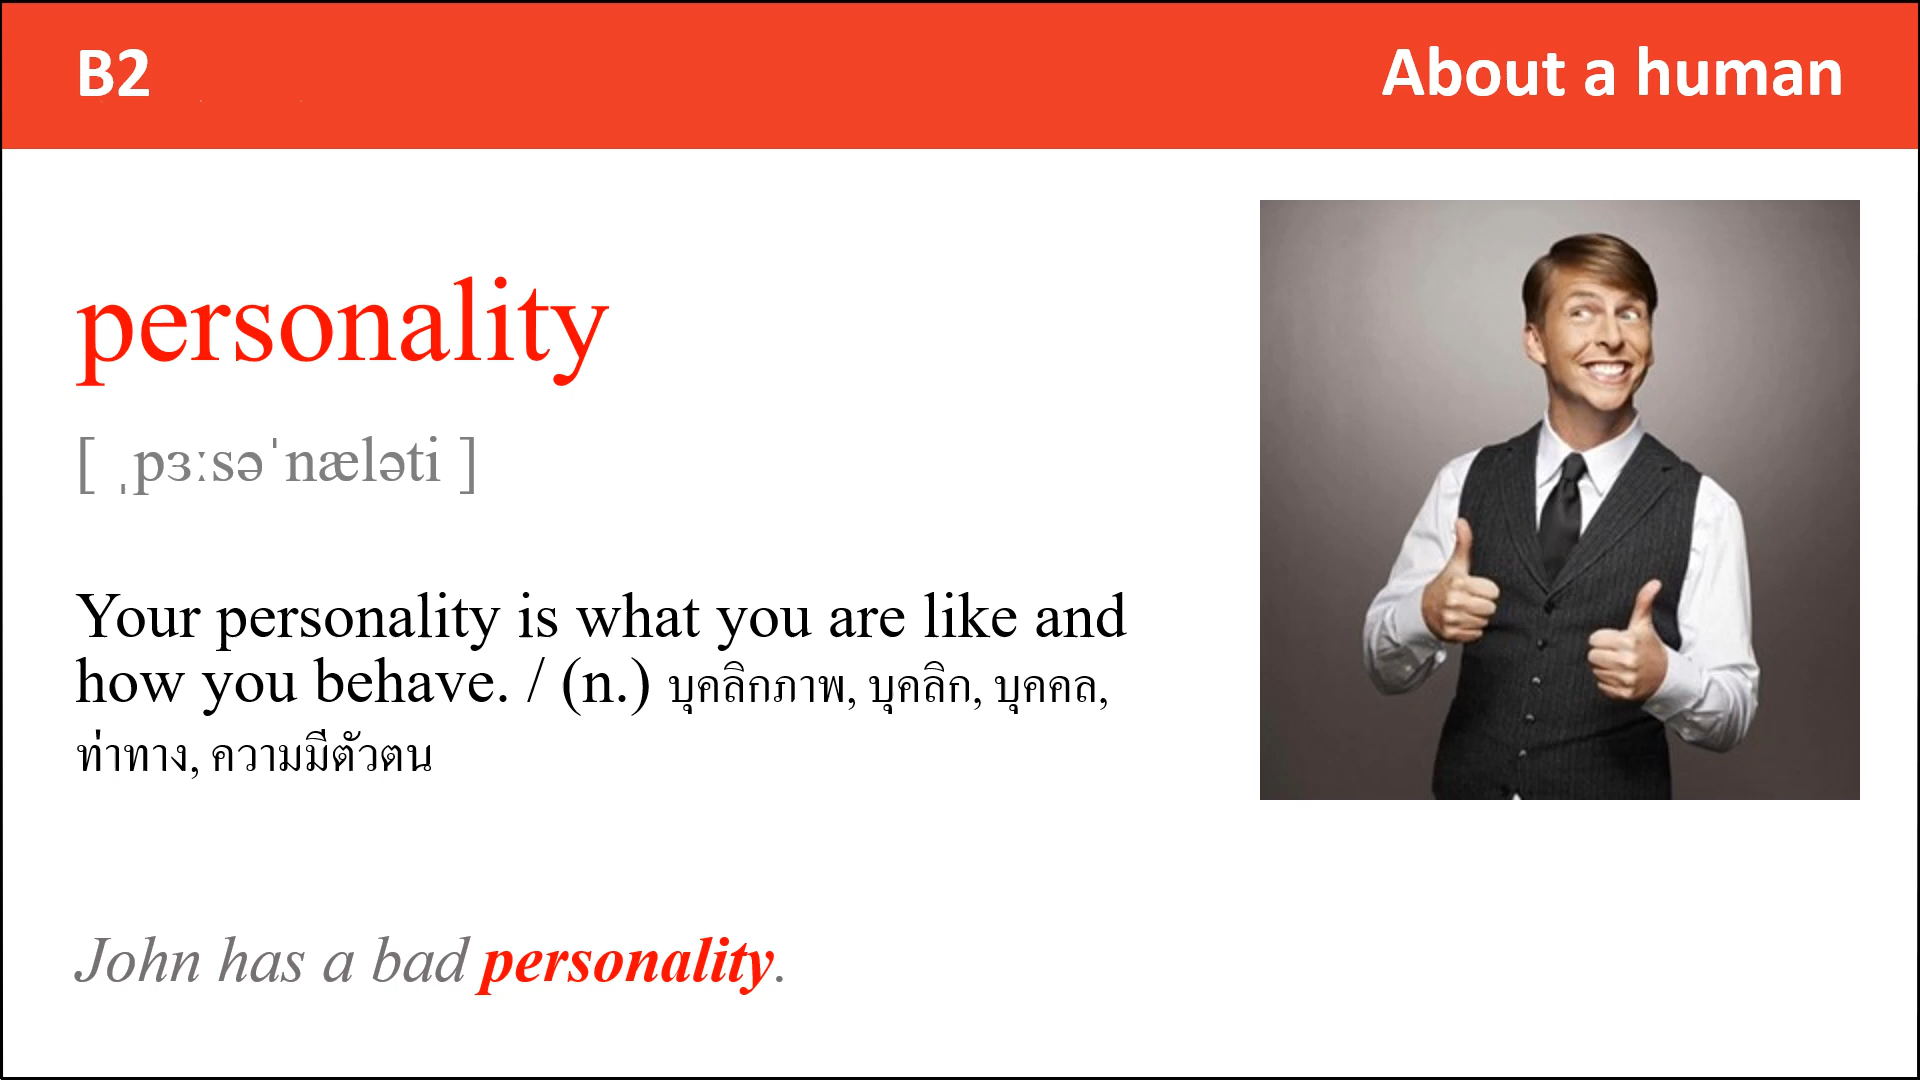 B2
About a human
personality
[ ˌpɜːsəˈnæləti ]
Your personality is what you are like and
how you behave. / (n.) บุคลิกภาพ, บุคลิก, บุคคล,
ท่าทาง, ความมีตัวตน
John has a bad personality.